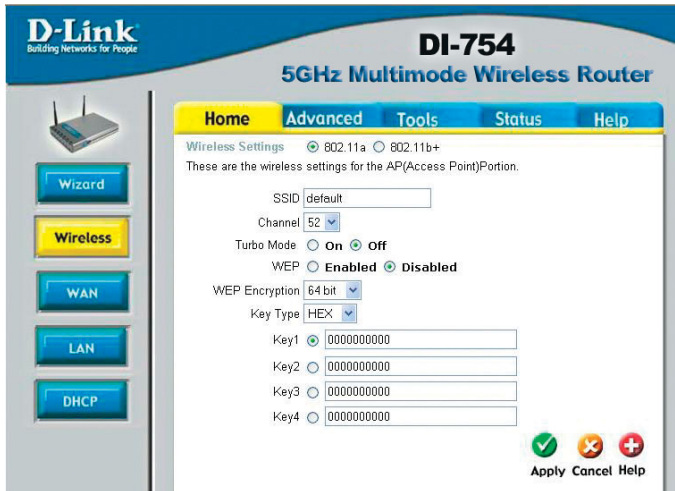 D-Link
Building Networks for People
DI-754
5GHz Multimode Wireless Router
Home Advanced Tools Status Help
Wizard
Wireless
WAN
LAN
DHCP
Wireless Settings 802.11a 802.11b+
These are the wireless settings for the AP(Access Point)Portion.
SSID default
Channel 52
Turbo Mode On Off
WEP Enabled Disabled
WEP Encryption 64 bit
Key Type HEX
Key1 0000000000
Key2 0000000000
Key3 0000000000
Key4 0000000000
Apply Cancel Help